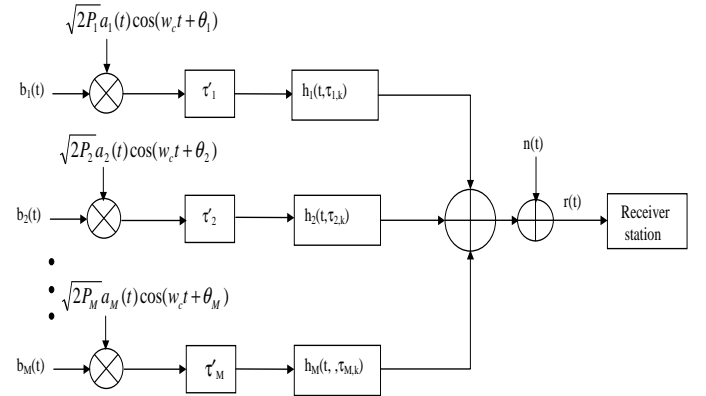 √2P₁ a₁(t)cos(w_c t+θ₁)
b₁(t)
τ′₁
h₁(t,τ₁,ₖ)
√2P₂ a₂(t)cos(w_c t+θ₂)
n(t)
b₂(t)
τ′₂
h₂(t,τ₂,ₖ)
r(t)
Receiver
station
√2P_M a_M(t)cos(w_c t+θ_M)
b_M(t)
τ′_M
h_M(t, ,τ_M,ₖ)